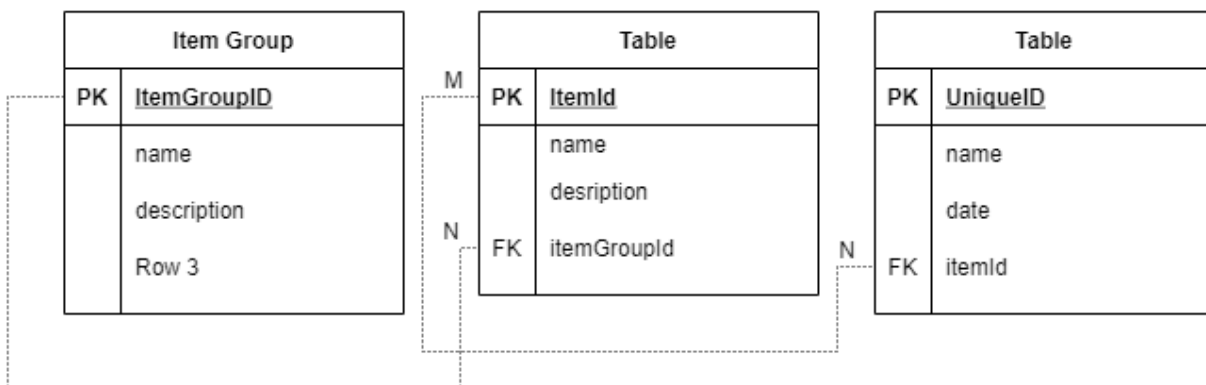 Item Group
PK ItemGroupID
name
description
Row 3
M
N
Table
PK ItemId
name
desription
FK itemGroupId
N
Table
PK UniqueID
name
date
FK itemId